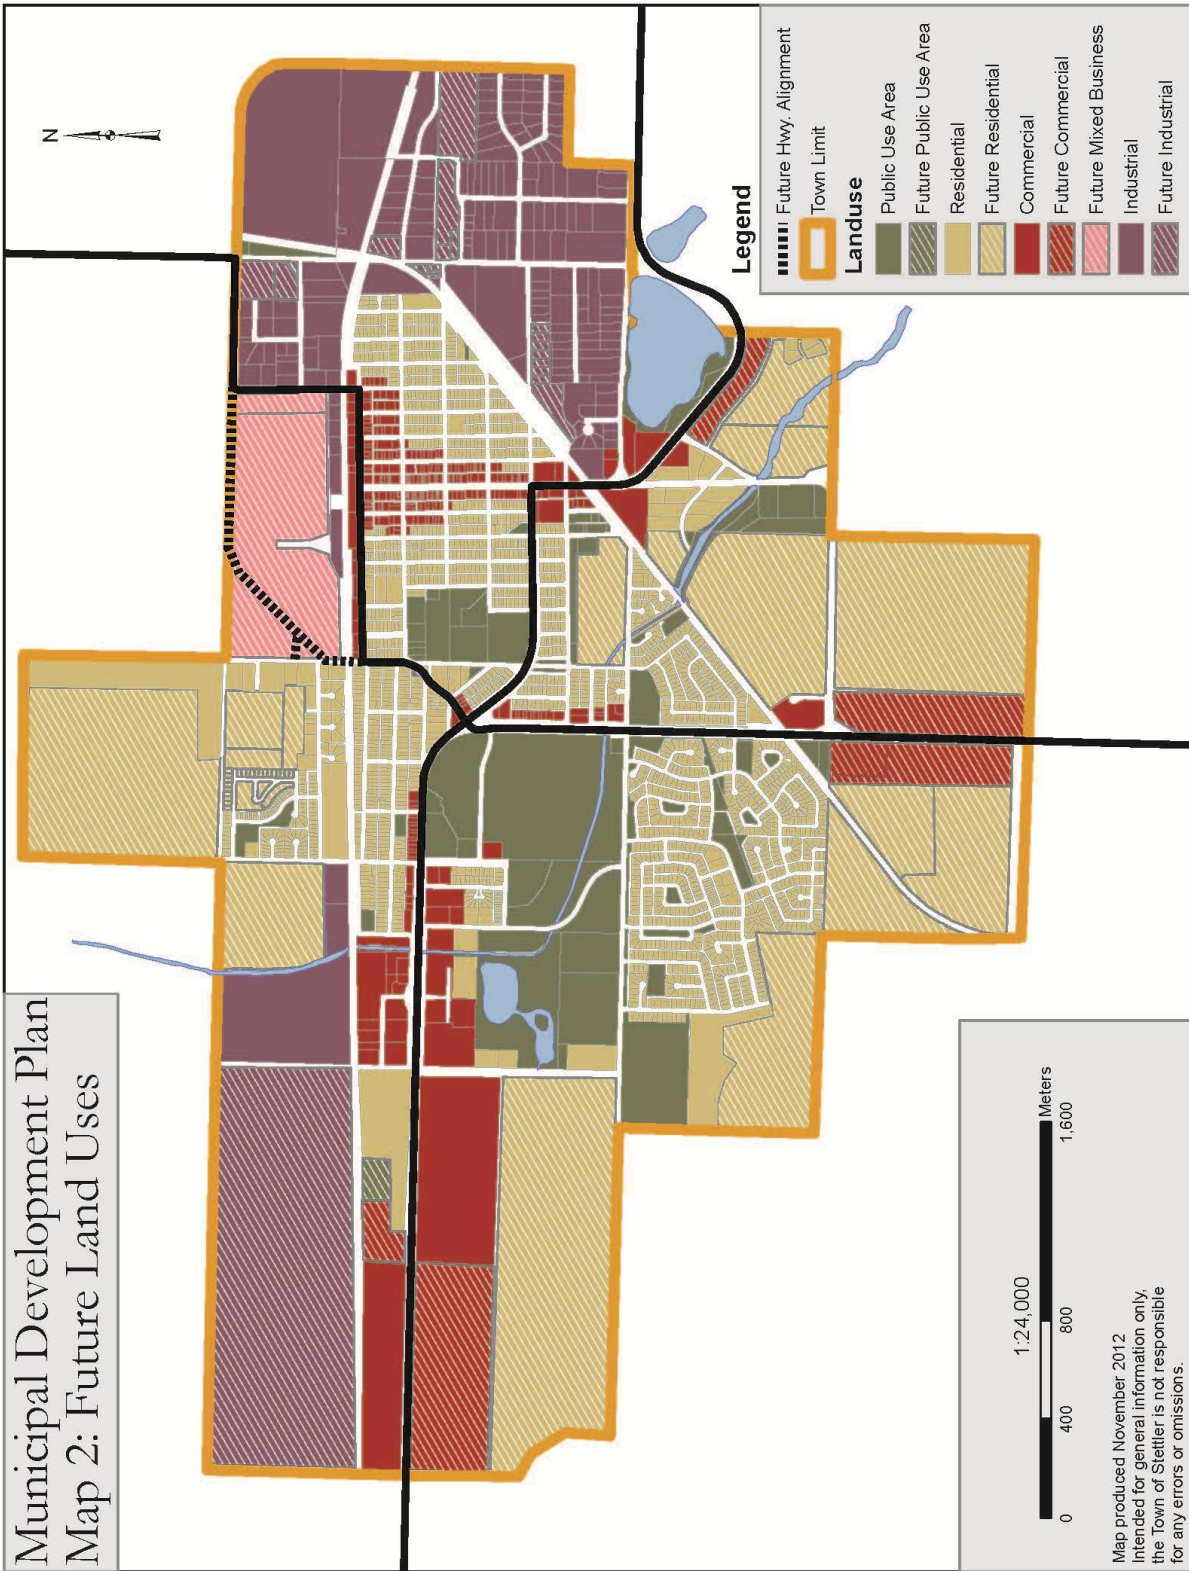 Municipal Development Plan
Map 2: Future Land Uses
N
Legend
Future Hwy. Alignment
Town Limit
Landuse
Public Use Area
Future Public Use Area
Residential
Future Residential
Commercial
Future Commercial
Future Mixed Business
Industrial
Future Industrial
1:24,000
0 400 800 1,600
Meters
Map produced November 2012
Intended for general information only,
the Town of Stettler is not responsible
for any errors or omissions.